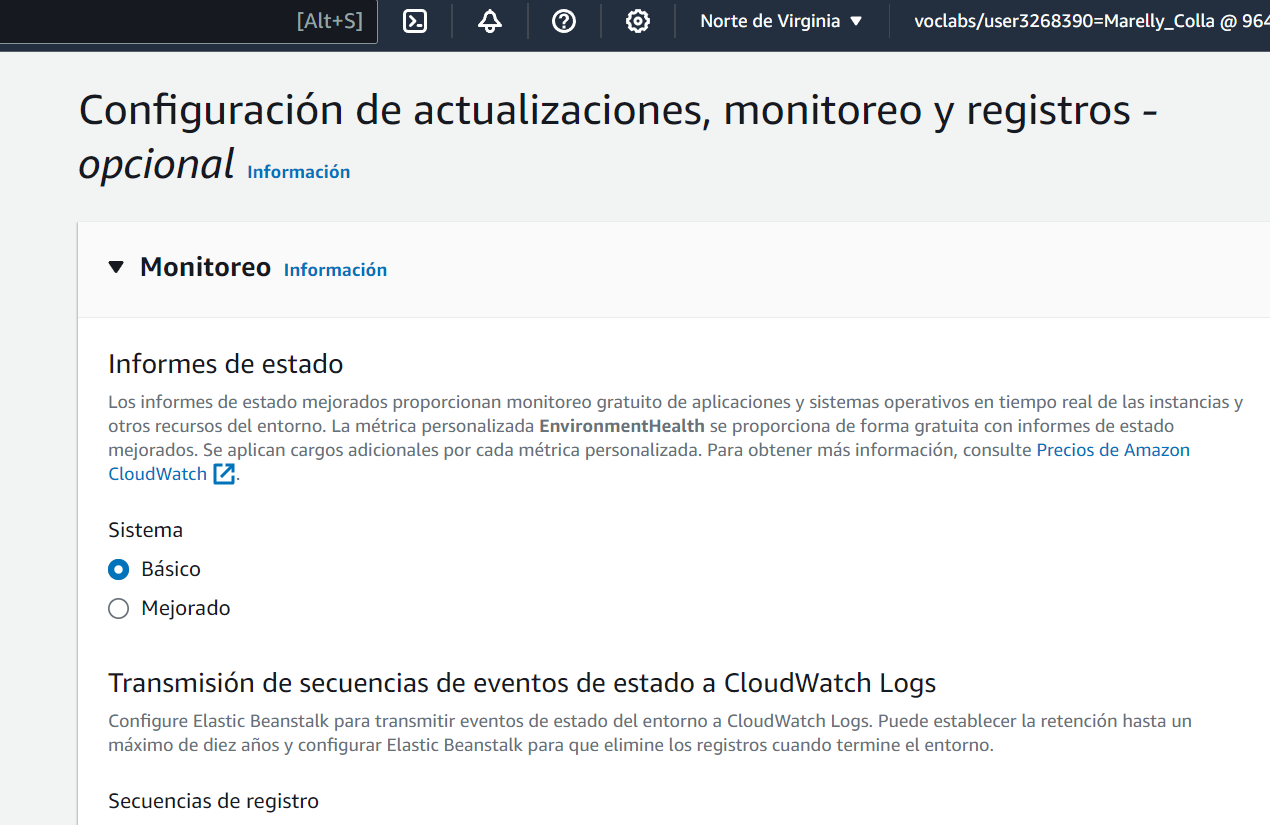 [Alt+S] Norte de Virginia ▼ voclabs/user3268390=Marelly_Colla @ 964
Configuración de actualizaciones, monitoreo y registros -
opcional Información
Monitoreo Información
Informes de estado
Los informes de estado mejorados proporcionan monitoreo gratuito de aplicaciones y sistemas operativos en tiempo real de las instancias y
otros recursos del entorno. La métrica personalizada EnvironmentHealth se proporciona de forma gratuita con informes de estado
mejorados. Se aplican cargos adicionales por cada métrica personalizada. Para obtener más información, consulte Precios de Amazon
CloudWatch.
Sistema
Básico
Mejorado
Transmisión de secuencias de eventos de estado a CloudWatch Logs
Configure Elastic Beanstalk para transmitir eventos de estado del entorno a CloudWatch Logs. Puede establecer la retención hasta un
máximo de diez años y configurar Elastic Beanstalk para que elimine los registros cuando termine el entorno.
Secuencias de registro